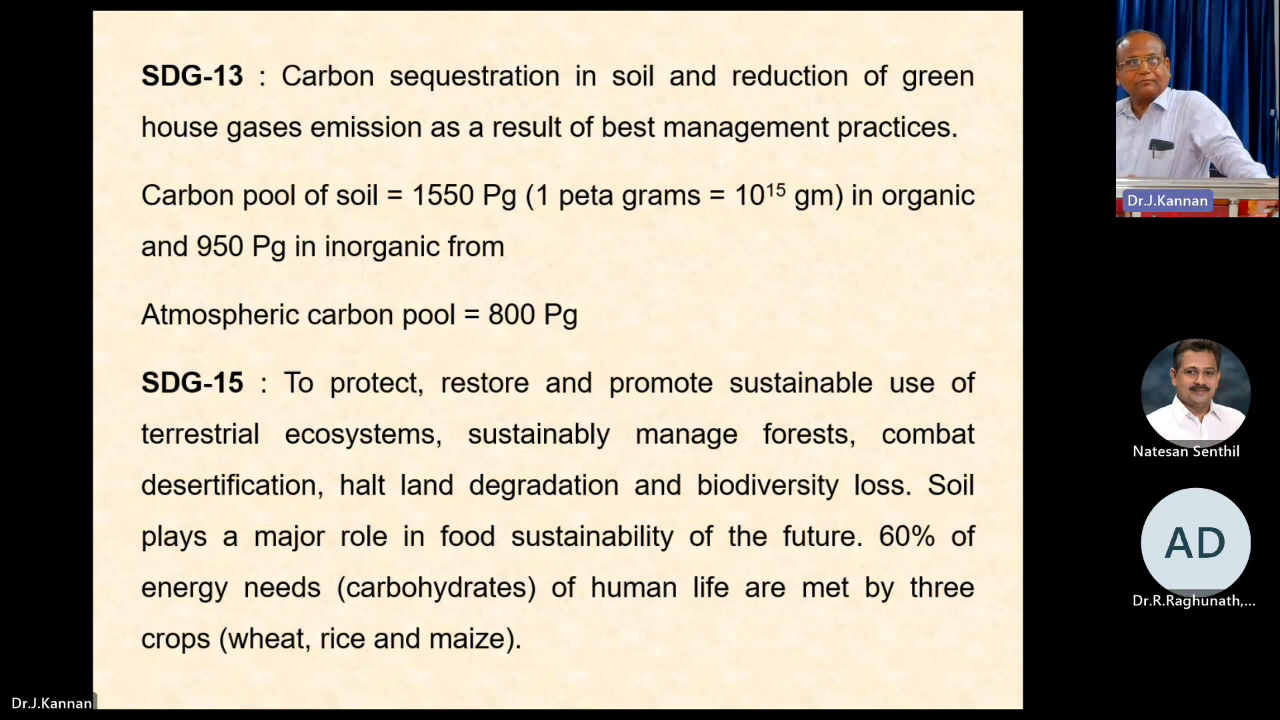 SDG-13 : Carbon sequestration in soil and reduction of green
house gases emission as a result of best management practices.
Carbon pool of soil = 1550 Pg (1 peta grams = 10¹⁵ gm) in organic
and 950 Pg in inorganic from
Atmospheric carbon pool = 800 Pg
SDG-15 : To protect, restore and promote sustainable use of
terrestrial ecosystems, sustainably manage forests, combat
desertification, halt land degradation and biodiversity loss. Soil
plays a major role in food sustainability of the future. 60% of
energy needs (carbohydrates) of human life are met by three
crops (wheat, rice and maize).
Dr.J.Kannan
Natesan Senthil
AD
Dr.R.Raghunath,...
Dr.J.Kannan